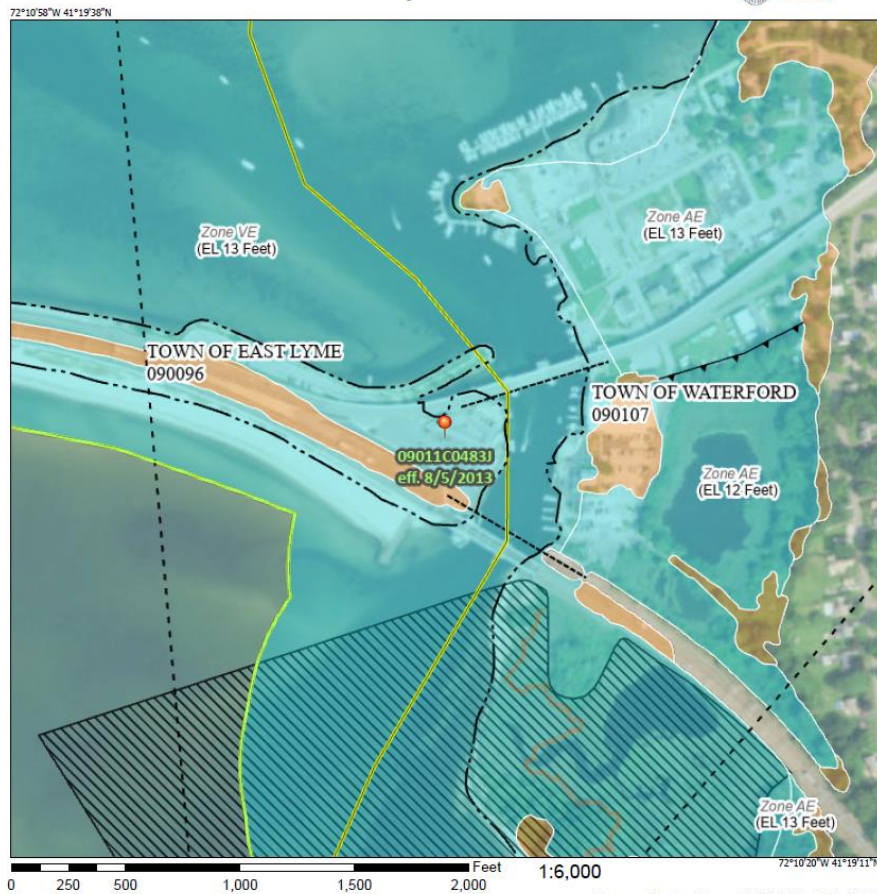 72°10'58"W 41°19'38"N
Zone VE
(EL 13 Feet)
Zone AE
(EL 13 Feet)
TOWN OF EAST LYME
090096
TOWN OF WATERFORD
090107
09011C0483J
eff. 8/5/2013
Zone AE
(EL 12 Feet)
Zone AE
(EL 13 Feet)
Feet
1:6,000
72°10'20"W 41°19'11"N
0 250 500 1,000 1,500 2,000